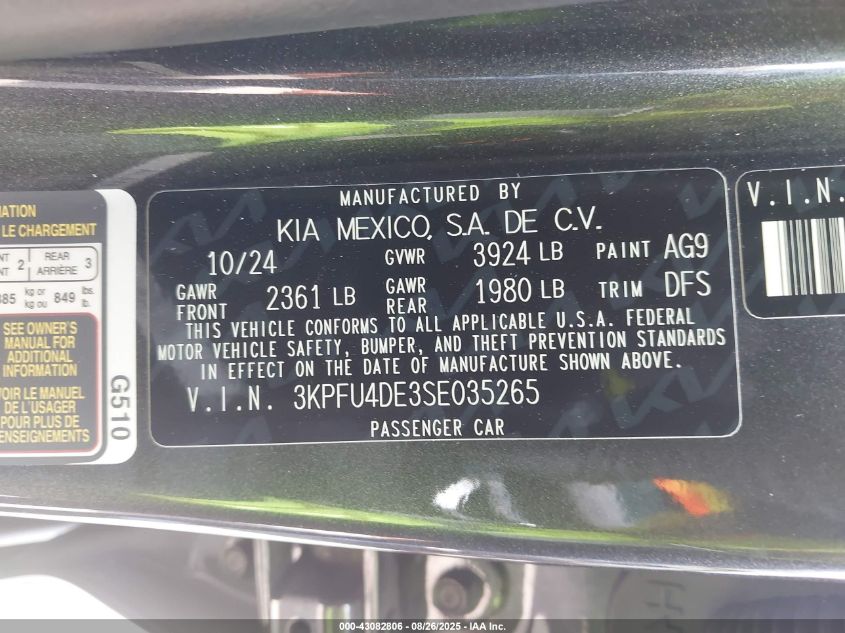 MANUFACTURED BY
KIA MEXICO, S.A. DE C.V.
10/24 GVWR 3924 LB PAINT AG9
GAWR FRONT 2361 LB GAWR REAR 1980 LB TRIM DFS
THIS VEHICLE CONFORMS TO ALL APPLICABLE U.S.A. FEDERAL
MOTOR VEHICLE SAFETY, BUMPER, AND THEFT PREVENTION STANDARDS
IN EFFECT ON THE DATE OF MANUFACTURE SHOWN ABOVE.
V.I.N. 3KPFU4DE3SE035265
PASSENGER CAR
LE CHARGEMENT
2 REAR ARRIÈRE 3
kg or kg ou 849 lbs. lb.
SEE OWNER'S
MANUAL FOR
ADDITIONAL
INFORMATION
VOIR LE MANUEL
DE L'USAGER
POUR PLUS DE
RENSEIGNEMENTS
G510
V.I.N.
000-43082806 - 08/26/2025 - IAA Inc.